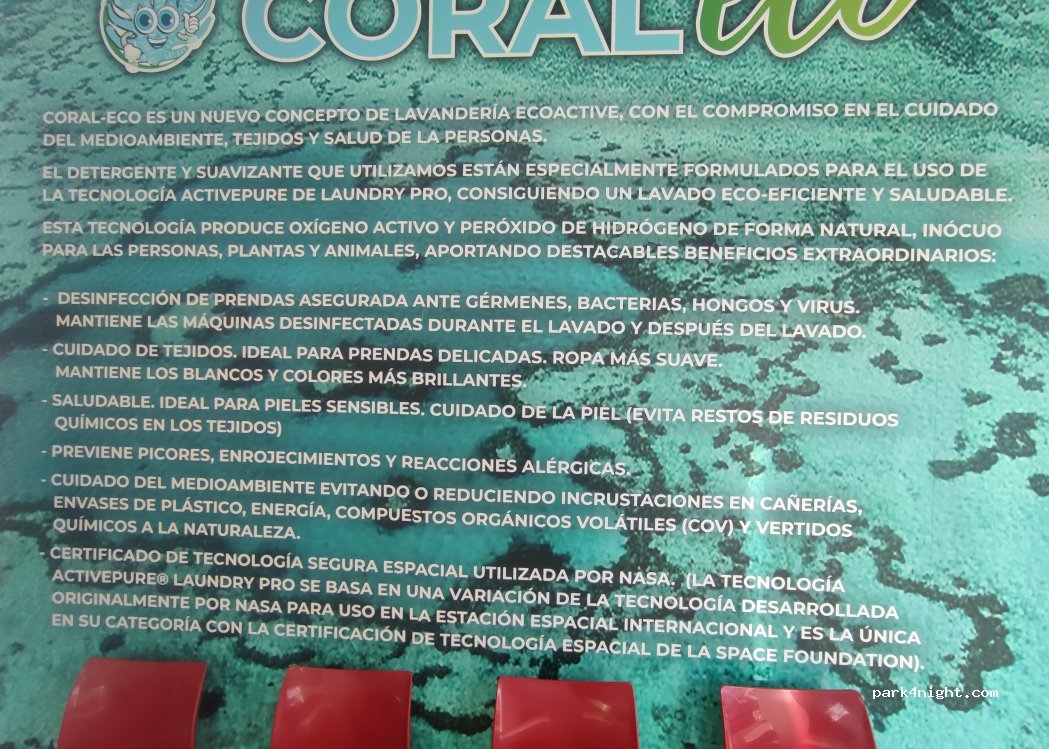 CORAL eco
CORAL-ECO ES UN NUEVO CONCEPTO DE LAVANDERÍA ECOACTIVE, CON EL COMPROMISO EN EL CUIDADO
DEL MEDIOAMBIENTE, TEJIDOS Y SALUD DE LA PERSONAS.
EL DETERGENTE Y SUAVIZANTE QUE UTILIZAMOS ESTÁN ESPECIALMENTE FORMULADOS PARA EL USO DE
LA TECNOLOGÍA ACTIVEPURE DE LAUNDRY PRO, CONSIGUIENDO UN LAVADO ECO-EFICIENTE Y SALUDABLE.
ESTA TECNOLOGÍA PRODUCE OXÍGENO ACTIVO Y PERÓXIDO DE HIDRÓGENO DE FORMA NATURAL, INÓCUO
PARA LAS PERSONAS, PLANTAS Y ANIMALES, APORTANDO DESTACABLES BENEFICIOS EXTRAORDINARIOS:
- DESINFECCIÓN DE PRENDAS ASEGURADA ANTE GÉRMENES, BACTERIAS, HONGOS Y VIRUS.
MANTIENE LAS MÁQUINAS DESINFECTADAS DURANTE EL LAVADO Y DESPUÉS DEL LAVADO.
- CUIDADO DE TEJIDOS. IDEAL PARA PRENDAS DELICADAS. ROPA MÁS SUAVE.
MANTIENE LOS BLANCOS Y COLORES MÁS BRILLANTES.
- SALUDABLE. IDEAL PARA PIELES SENSIBLES. CUIDADO DE LA PIEL (EVITA RESTOS DE RESIDUOS
QUÍMICOS EN LOS TEJIDOS)
- PREVIENE PICORES, ENROJECIMIENTOS Y REACCIONES ALÉRGICAS.
- CUIDADO DEL MEDIOAMBIENTE EVITANDO O REDUCIENDO INCRUSTACIONES EN CAÑERÍAS,
ENVASES DE PLÁSTICO, ENERGÍA, COMPUESTOS ORGÁNICOS VOLÁTILES (COV) Y VERTIDOS
QUÍMICOS A LA NATURALEZA.
- CERTIFICADO DE TECNOLOGÍA SEGURA ESPACIAL UTILIZADA POR NASA. (LA TECNOLOGÍA
ACTIVEPURE® LAUNDRY PRO SE BASA EN UNA VARIACIÓN DE LA TECNOLOGÍA DESARROLLADA
ORIGINALMENTE POR NASA PARA USO EN LA ESTACIÓN ESPACIAL INTERNACIONAL Y ES LA ÚNICA
EN SU CATEGORÍA CON LA CERTIFICACIÓN DE TECNOLOGÍA ESPACIAL DE LA SPACE FOUNDATION).
park4night.com